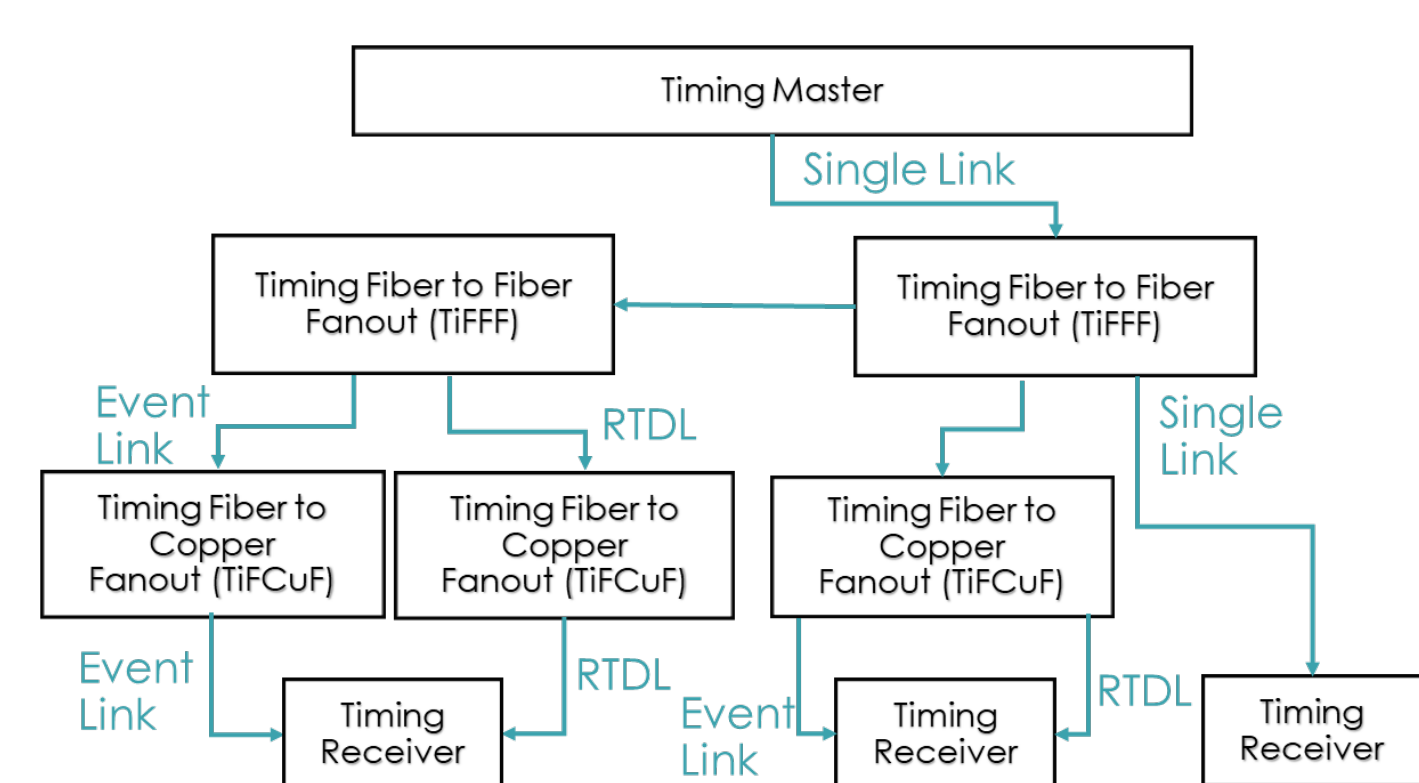 Timing Master
Single Link
Timing Fiber to Fiber
Fanout (TiFFF)
Timing Fiber to Fiber
Fanout (TiFFF)
Event
Link
RTDL
Single
Link
Timing Fiber to
Copper
Fanout (TiFCuF)
Timing Fiber to
Copper
Fanout (TiFCuF)
Timing Fiber to
Copper
Fanout (TiFCuF)
Event
Link
RTDL
Event
Link
RTDL
Timing
Receiver
Timing
Receiver
Timing
Receiver